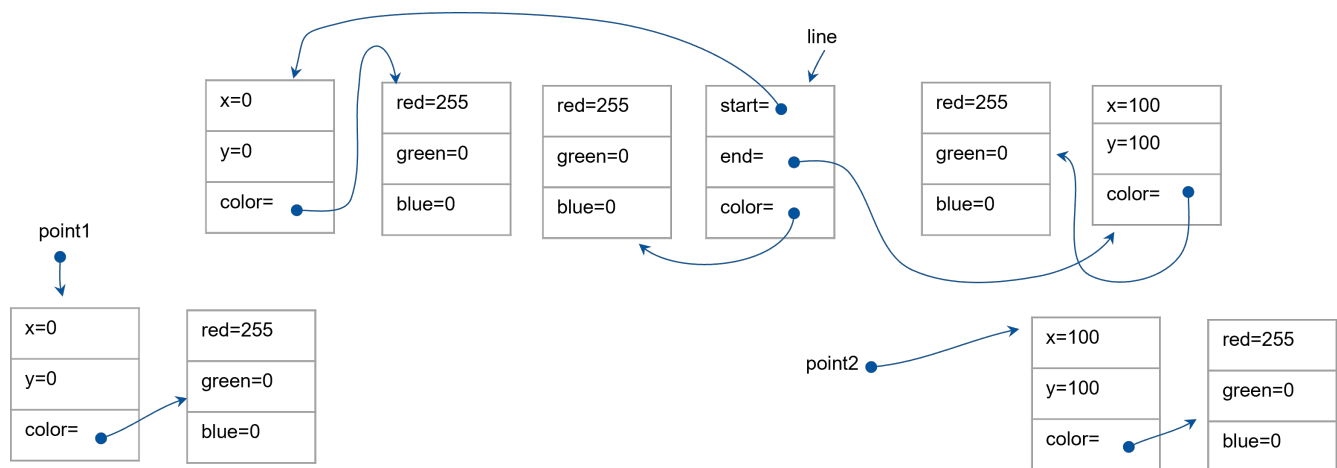 line
x=0
y=0
color=
red=255
green=0
blue=0
red=255
green=0
blue=0
start=
end=
color=
red=255
green=0
blue=0
x=100
y=100
color=
point1
x=0
y=0
color=
red=255
green=0
blue=0
point2
x=100
y=100
color=
red=255
green=0
blue=0